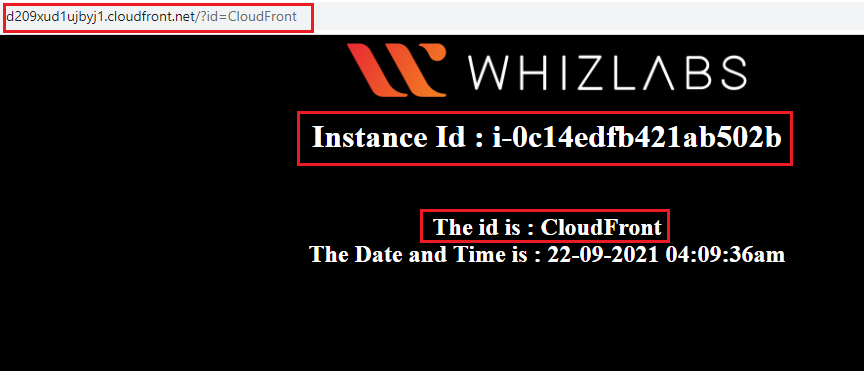 d209xud1ujbyj1.cloudfront.net/?id=CloudFront
WHIZLABS
Instance Id : i-0c14edfb421ab502b
The id is : CloudFront
The Date and Time is : 22-09-2021 04:09:36am